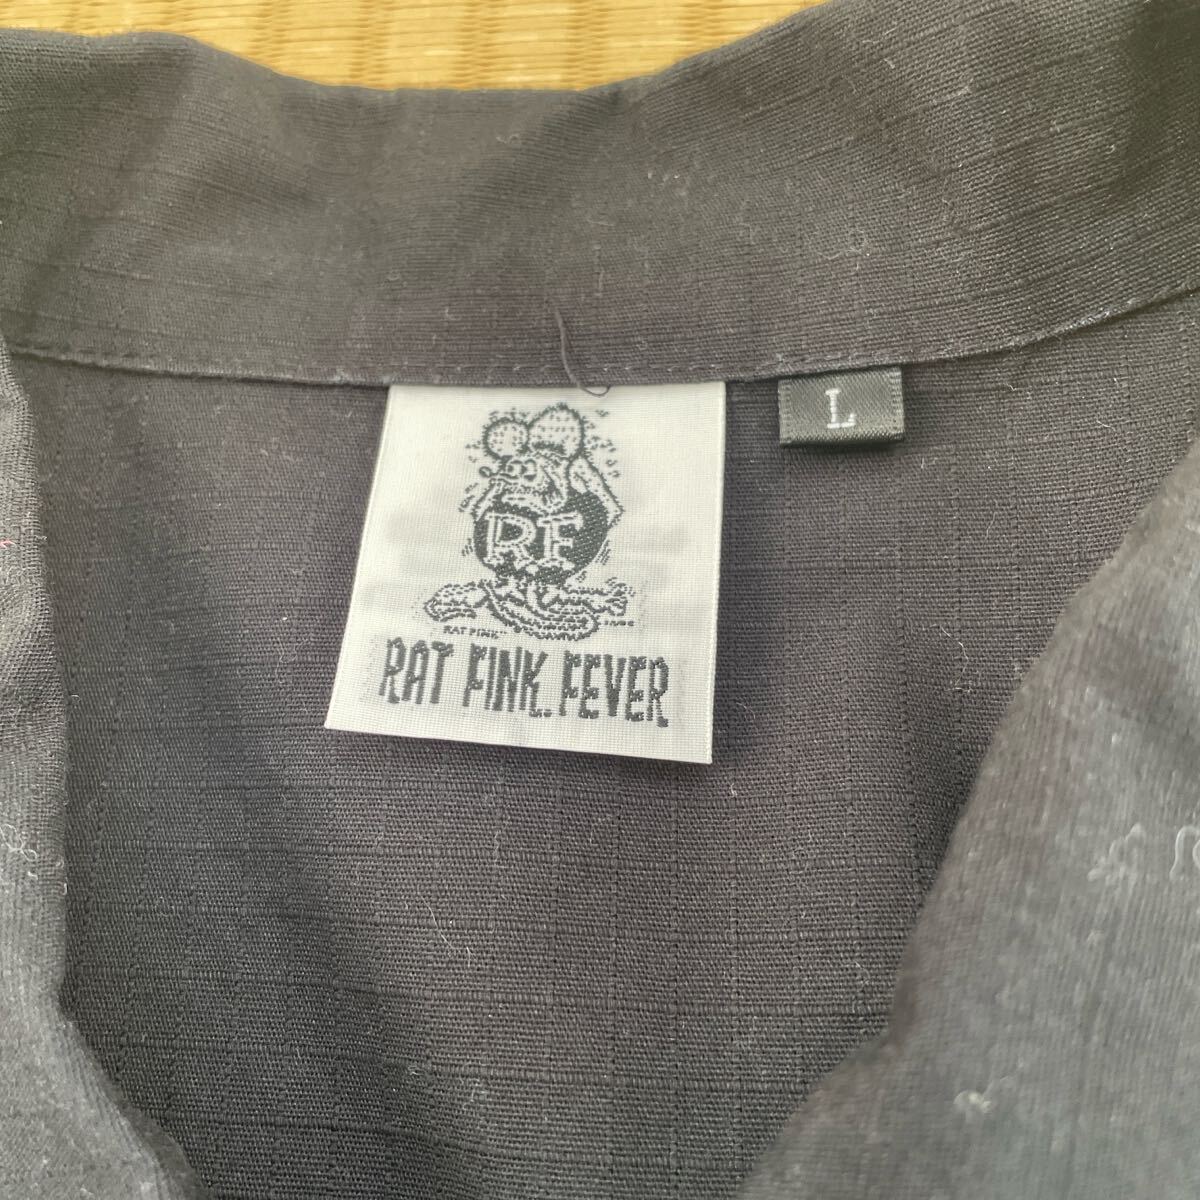 L
RF
RAT FINK
RAT FINK.FEVER